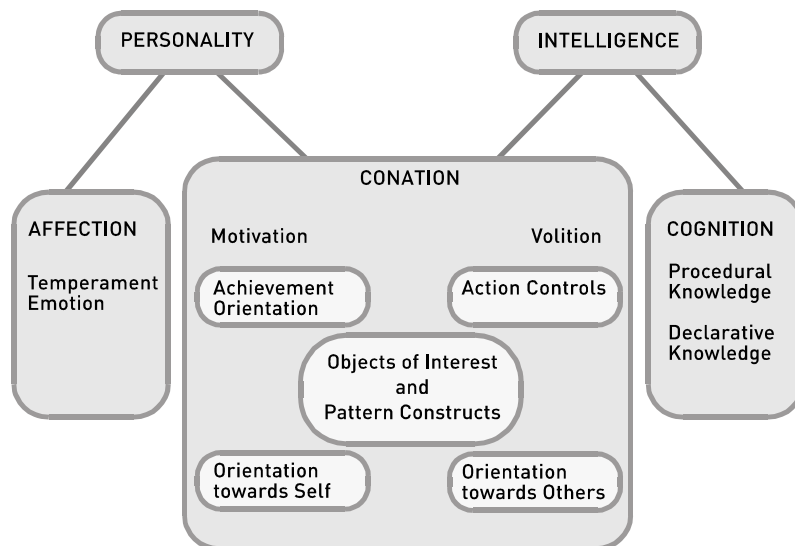 PERSONALITY
INTELLIGENCE
AFFECTION
Temperament
Emotion
CONATION
Motivation
Volition
Achievement
Orientation
Action Controls
Objects of Interest
and
Pattern Constructs
Orientation
towards Self
Orientation
towards Others
COGNITION
Procedural
Knowledge
Declarative
Knowledge